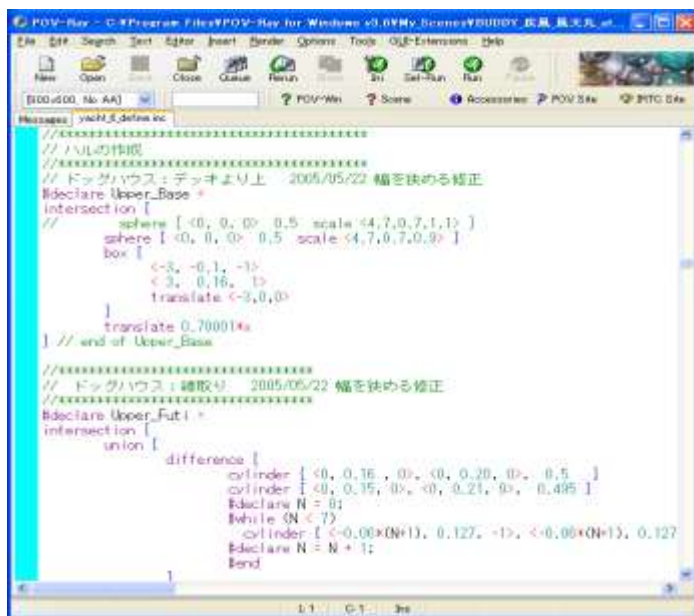 POV-Ray - C:¥Program Files¥POV-Ray for Windows v3.6¥My_Scenes¥BUDDY
File Edit Search Text Editor Insert Render Options Tools GUI-Extensions Help
New Open Close Queue Rerun Ini Sel-Run Run
[500x500, No AA] POV-Win Scene Accessories POV Site IRTC Site
Messages yacht_6_define.inc
//**************************************
// ハルの作成
//**************************************
// ドッグハウス：デッキより上 2005/05/22 幅を狭める修正
#declare Upper_Base =
intersection {
// sphere { <0, 0, 0> 0.5 scale <4.7,0.7,1.1> }
sphere { <0, 0, 0> 0.5 scale <4.7,0.7,0.9> }
box {
<-3, -0.1, -1>
< 3, 0.16, 1>
translate <-3,0,0>
}
translate 0.70001*x
} // end of Upper_Base
//********************************
// ドッグハウス：縁取り 2005/05/22 幅を狭める修正
//********************************
#declare Upper_Futi =
intersection {
union {
difference {
cylinder { <0, 0.16 , 0>, <0, 0.20, 0>, 0.5 }
cylinder { <0, 0.15, 0>, <0, 0.21, 0>, 0.495 }
#declare N = 0;
#while (N < 7)
cylinder { <-0.06*(N+1), 0.127, -1>, <-0.06*(N+1), 0.127
#declare N = N + 1;
#end
}
L:1 C:1 Ins